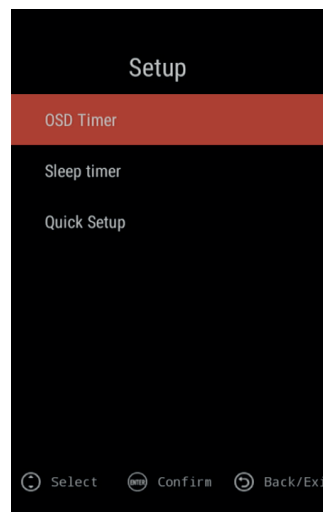 Setup
OSD Timer
Sleep timer
Quick Setup
Select ENTER Confirm Back/Exi